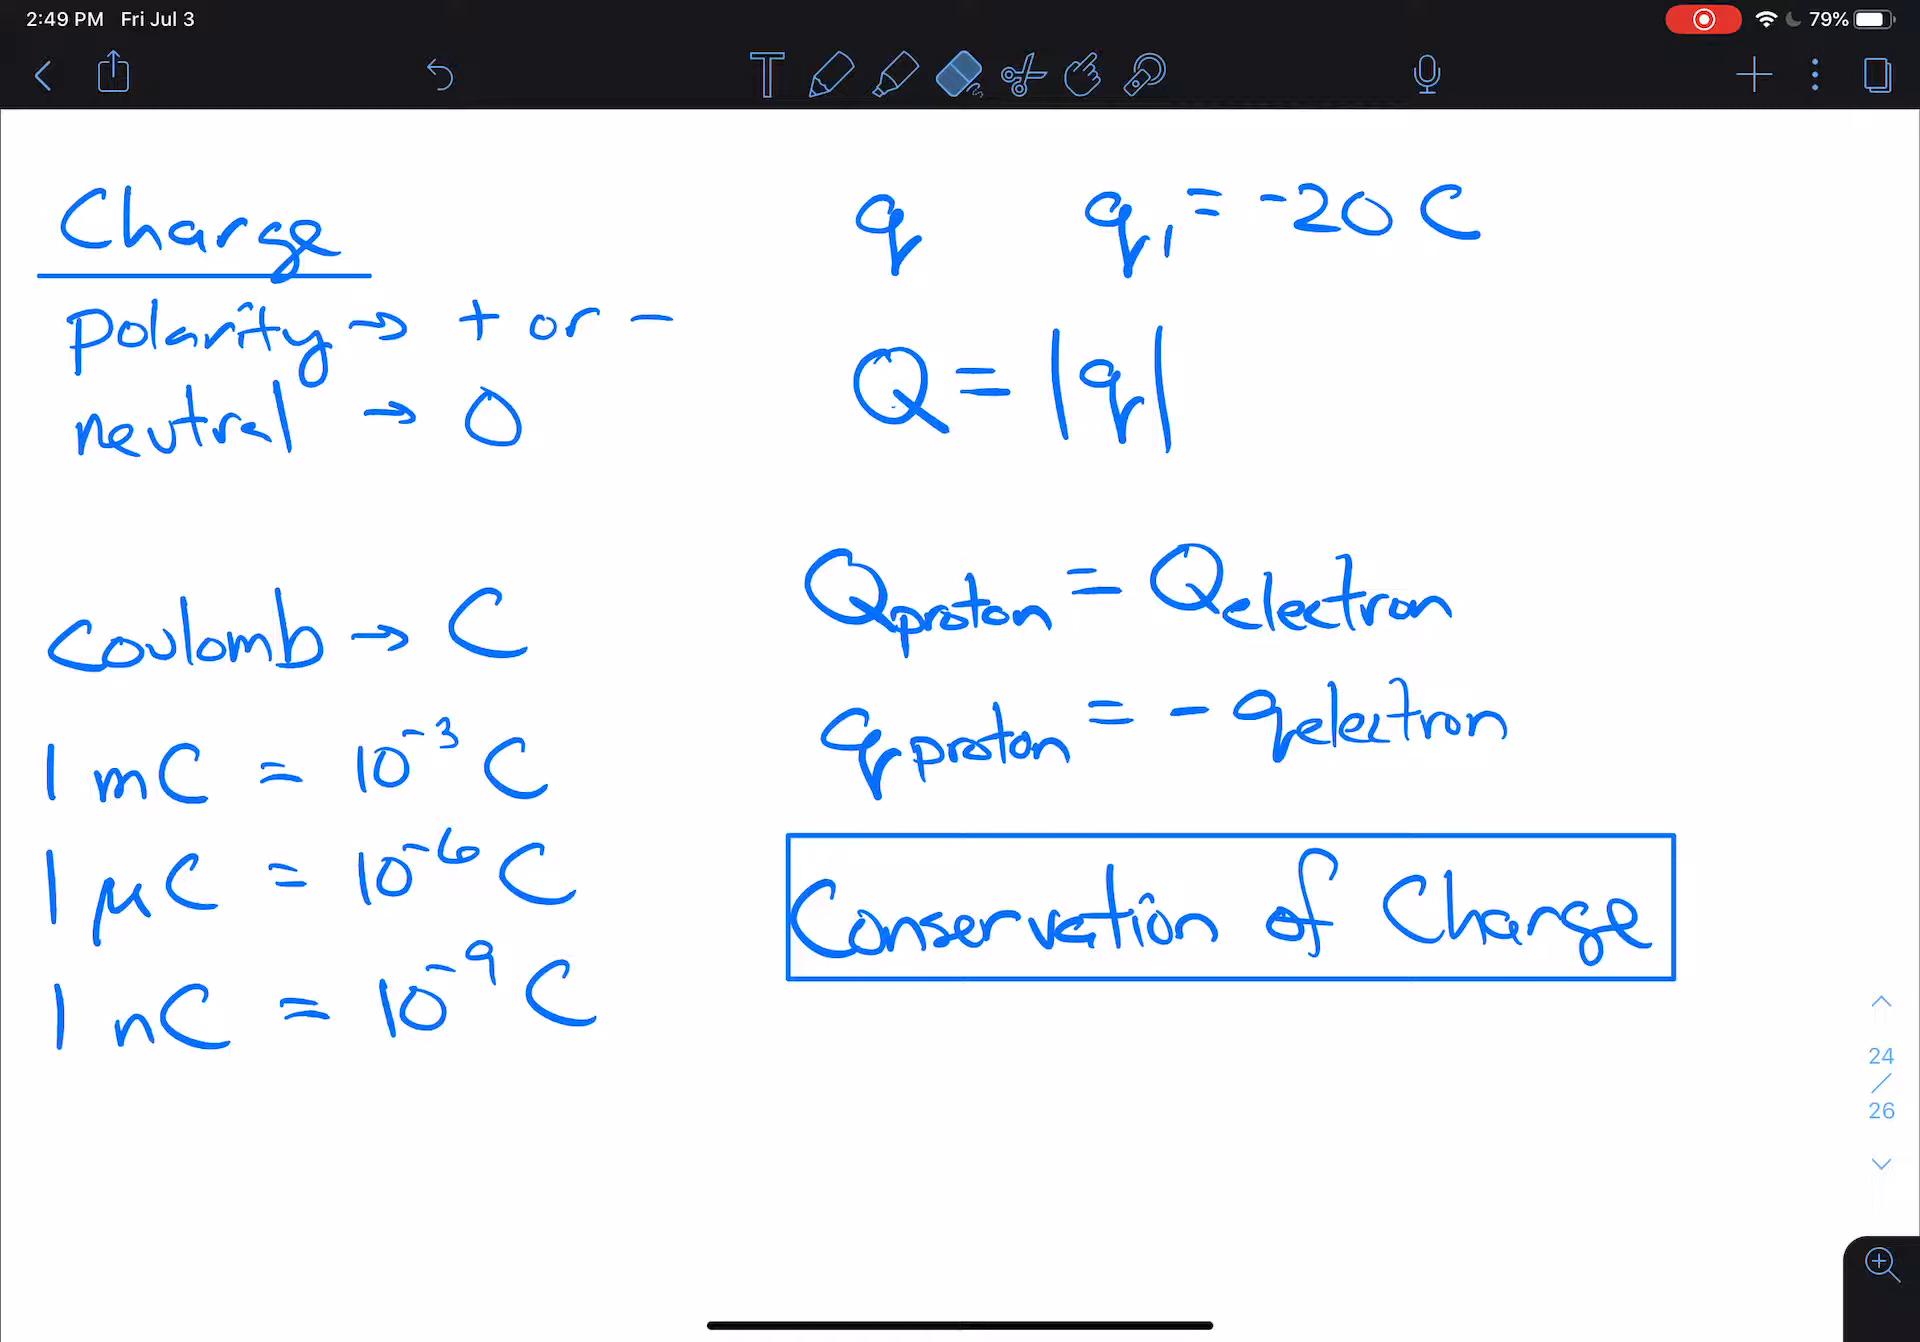 2:49 PM Fri Jul 3
79%
T
Charge
polarity → + or −
neutral → 0
Coulomb → C
1 mC = 10⁻³ C
1 μC = 10⁻⁶ C
1 nC = 10⁻⁹ C
q q₁ = -20 C
Q = |q|
Qproton = Qelectron
qproton = - qelectron
Conservation of Charge
24
/
26